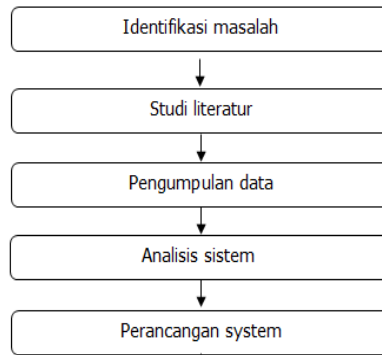 Identifikasi masalah
Studi literatur
Pengumpulan data
Analisis sistem
Perancangan system